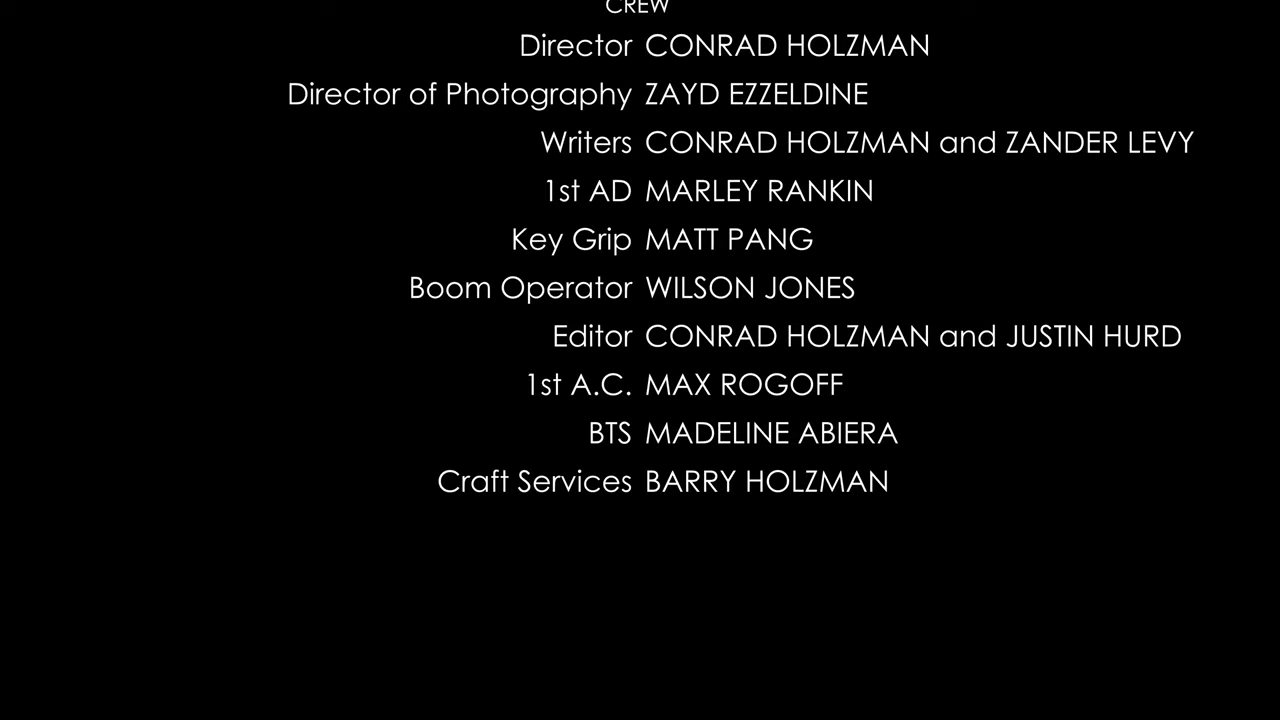 CREW
Director CONRAD HOLZMAN
Director of Photography ZAYD EZZELDINE
Writers CONRAD HOLZMAN and ZANDER LEVY
1st AD MARLEY RANKIN
Key Grip MATT PANG
Boom Operator WILSON JONES
Editor CONRAD HOLZMAN and JUSTIN HURD
1st A.C. MAX ROGOFF
BTS MADELINE ABIERA
Craft Services BARRY HOLZMAN